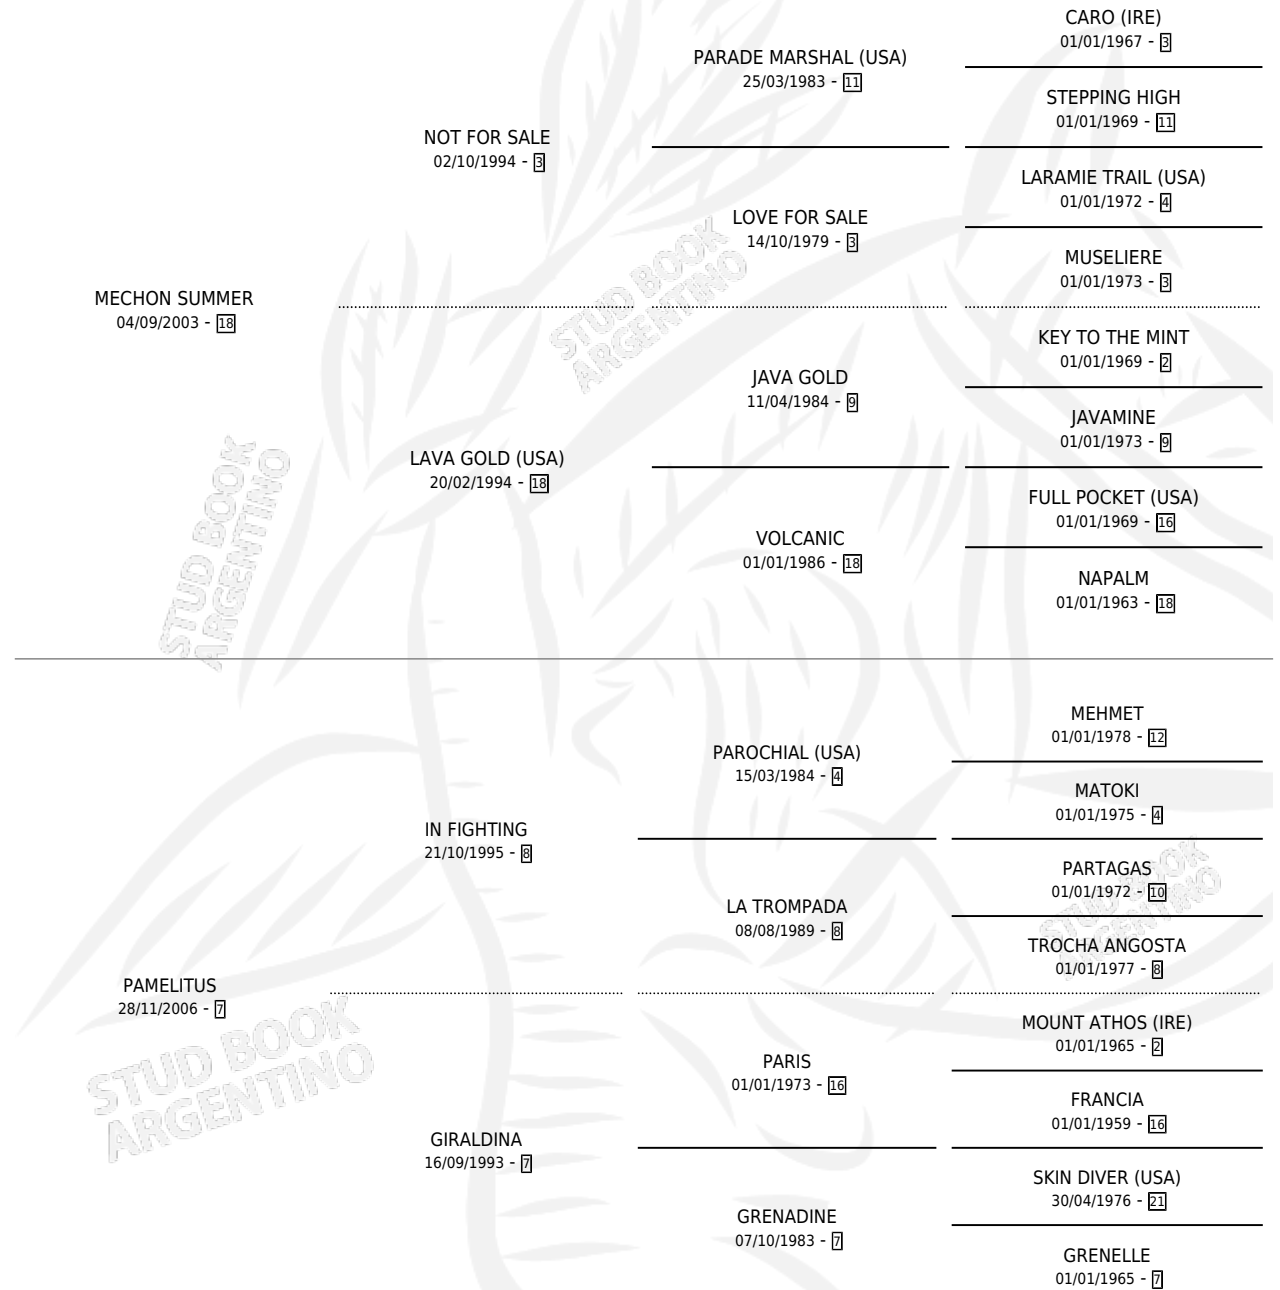 CARO (IRE)
01/01/1967 - 3
PARADE MARSHAL (USA)
25/03/1983 - 11
STEPPING HIGH
01/01/1969 - 11
NOT FOR SALE
02/10/1994 - 3
LARAMIE TRAIL (USA)
01/01/1972 - 4
LOVE FOR SALE
14/10/1979 - 3
MUSELIERE
01/01/1973 - 3
MECHON SUMMER
04/09/2003 - 18
KEY TO THE MINT
01/01/1969 - 2
JAVA GOLD
11/04/1984 - 9
JAVAMINE
01/01/1973 - 9
LAVA GOLD (USA)
20/02/1994 - 18
FULL POCKET (USA)
01/01/1969 - 16
VOLCANIC
01/01/1986 - 18
NAPALM
01/01/1963 - 18
STUD BOOK
ARGENTINO
STUD BOOK
ARGENTINO
MEHMET
01/01/1978 - 12
PAROCHIAL (USA)
15/03/1984 - 4
MATOKI
01/01/1975 - 4
IN FIGHTING
21/10/1995 - 8
PARTAGAS
01/01/1972 - 10
LA TROMPADA
08/08/1989 - 8
TROCHA ANGOSTA
01/01/1977 - 8
PAMELITUS
28/11/2006 - 7
MOUNT ATHOS (IRE)
01/01/1965 - 2
PARIS
01/01/1973 - 16
FRANCIA
01/01/1959 - 16
GIRALDINA
16/09/1993 - 7
SKIN DIVER (USA)
30/04/1976 - 21
GRENADINE
07/10/1983 - 7
GRENELLE
01/01/1965 - 7
STUD BOOK
ARGENTINO
STUD BOOK
ARGENTINO